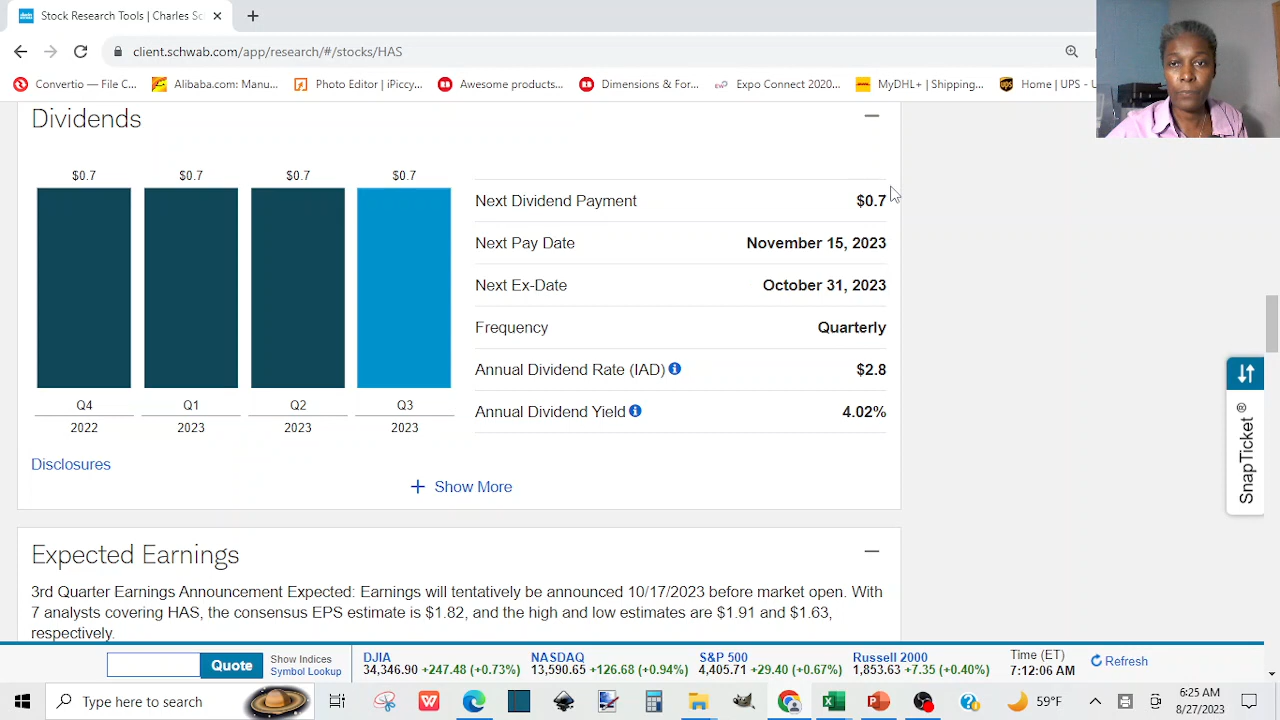 Stock Research Tools | Charles Sc
client.schwab.com/app/research/#/stocks/HAS
Convertio — File C...
Alibaba.com: Manu...
Photo Editor | iFiccy...
Awesome products...
Dimensions & For...
Expo Connect 2020...
MyDHL+ | Shipping...
Home | UPS - U
Dividends
$0.7 $0.7 $0.7 $0.7
Q4 Q1 Q2 Q3
2022 2023 2023 2023
Next Dividend Payment $0.7
Next Pay Date November 15, 2023
Next Ex-Date October 31, 2023
Frequency Quarterly
Annual Dividend Rate (IAD) $2.8
Annual Dividend Yield 4.02%
Disclosures
+ Show More
SnapTicket®
Expected Earnings
3rd Quarter Earnings Announcement Expected: Earnings will tentatively be announced 10/17/2023 before market open. With
7 analysts covering HAS, the consensus EPS estimate is $1.82, and the high and low estimates are $1.91 and $1.63,
respectively.
Quote
Show Indices
Symbol Lookup
DJIA
34,346.90 +247.48 (+0.73%)
NASDAQ
13,590.65 +126.68 (+0.94%)
S&P 500
4,405.71 +29.40 (+0.67%)
Russell 2000
1,853.63 +7.35 (+0.40%)
Time (ET)
7:12:06 AM
Refresh
Type here to search
59°F
6:25 AM
8/27/2023